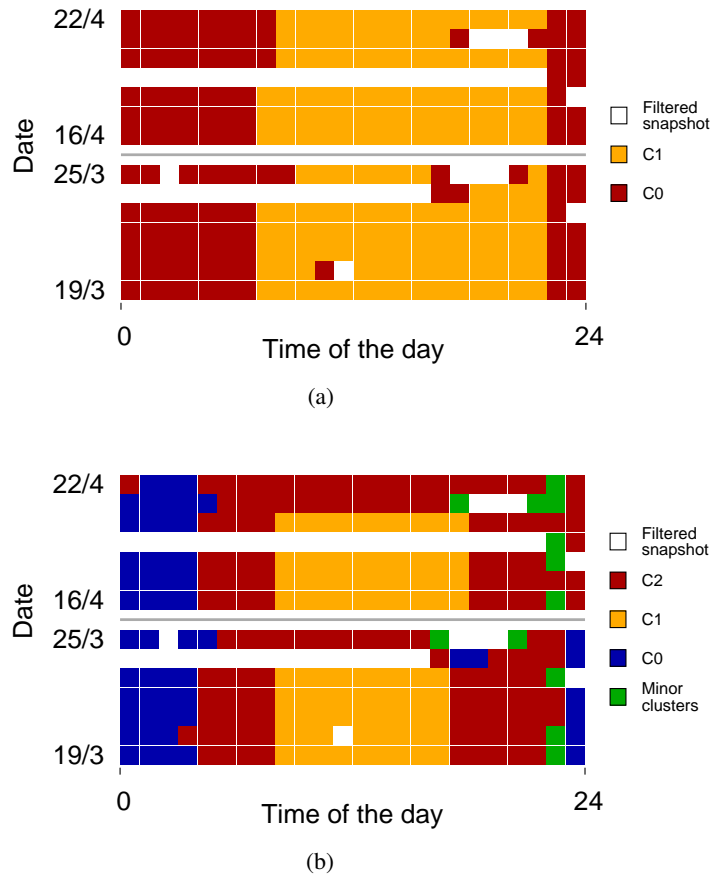 22/4
16/4
25/3
19/3
Date
0
24
Time of the day
Filtered
snapshot
C1
C0
(a)
22/4
16/4
25/3
19/3
Date
0
24
Time of the day
Filtered
snapshot
C2
C1
C0
Minor
clusters
(b)